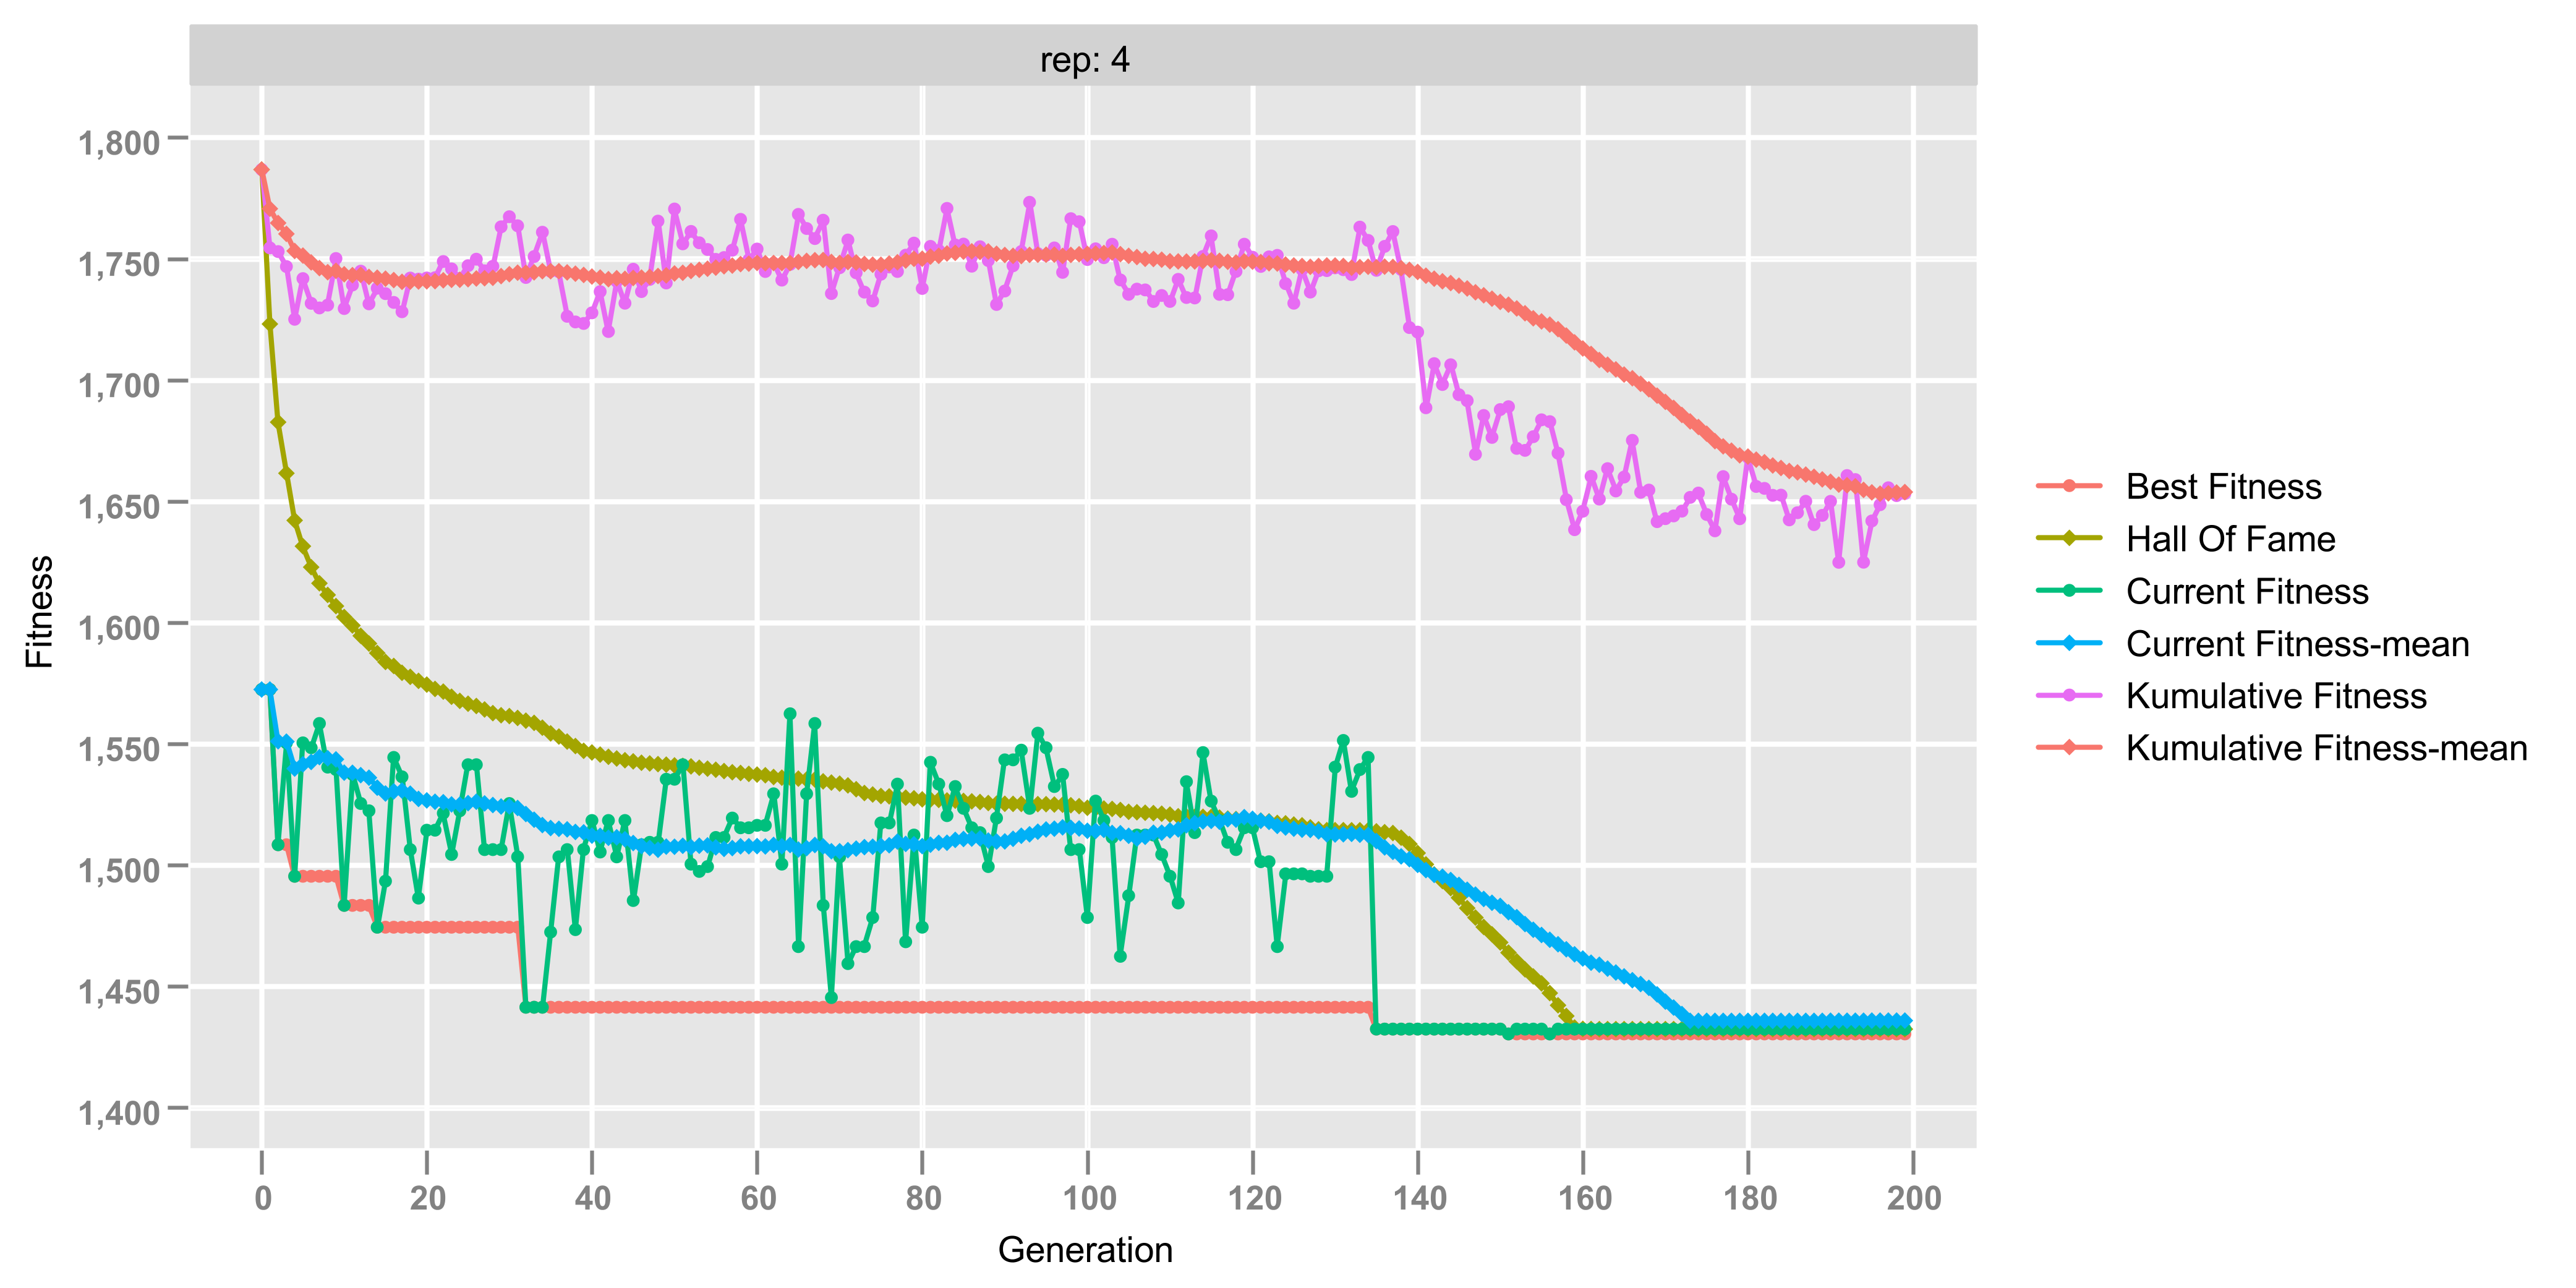 rep: 4
1,800
1,750
1,700
1,650
1,600
1,550
1,500
1,450
1,400
Fitness
0 20 40 60 80 100 120 140 160 180 200
Generation
Best Fitness
Hall Of Fame
Current Fitness
Current Fitness-mean
Kumulative Fitness
Kumulative Fitness-mean